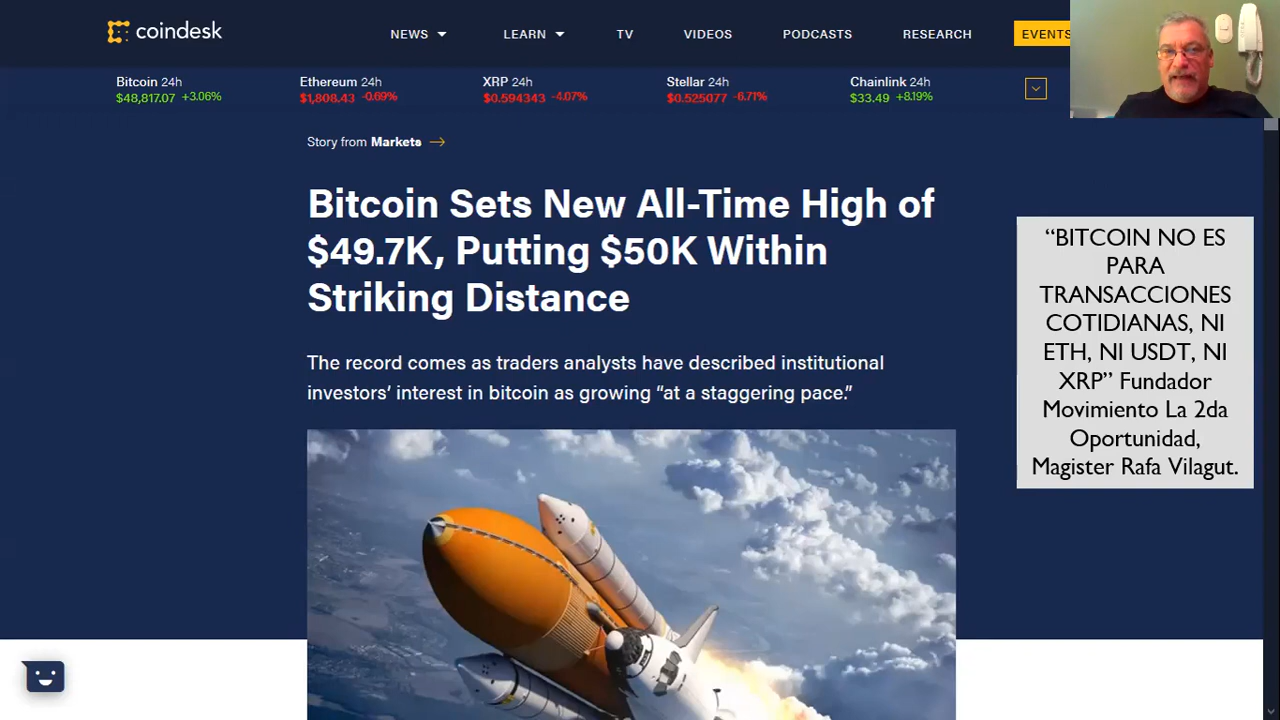 coindesk
NEWS
LEARN
TV
VIDEOS
PODCASTS
RESEARCH
EVENTS
Bitcoin 24h
$48,817.07 +3.06%
Ethereum 24h
$1,808.43 -0.69%
XRP 24h
$0.594343 -4.07%
Stellar 24h
$0.525077 -6.71%
Chainlink 24h
$33.49 +8.19%
Story from Markets
Bitcoin Sets New All-Time High of
$49.7K, Putting $50K Within
Striking Distance
The record comes as traders analysts have described institutional
investors’ interest in bitcoin as growing “at a staggering pace.”
“BITCOIN NO ES
PARA
TRANSACCIONES
COTIDIANAS, NI
ETH, NI USDT, NI
XRP” Fundador
Movimiento La 2da
Oportunidad,
Magister Rafa Vilagut.